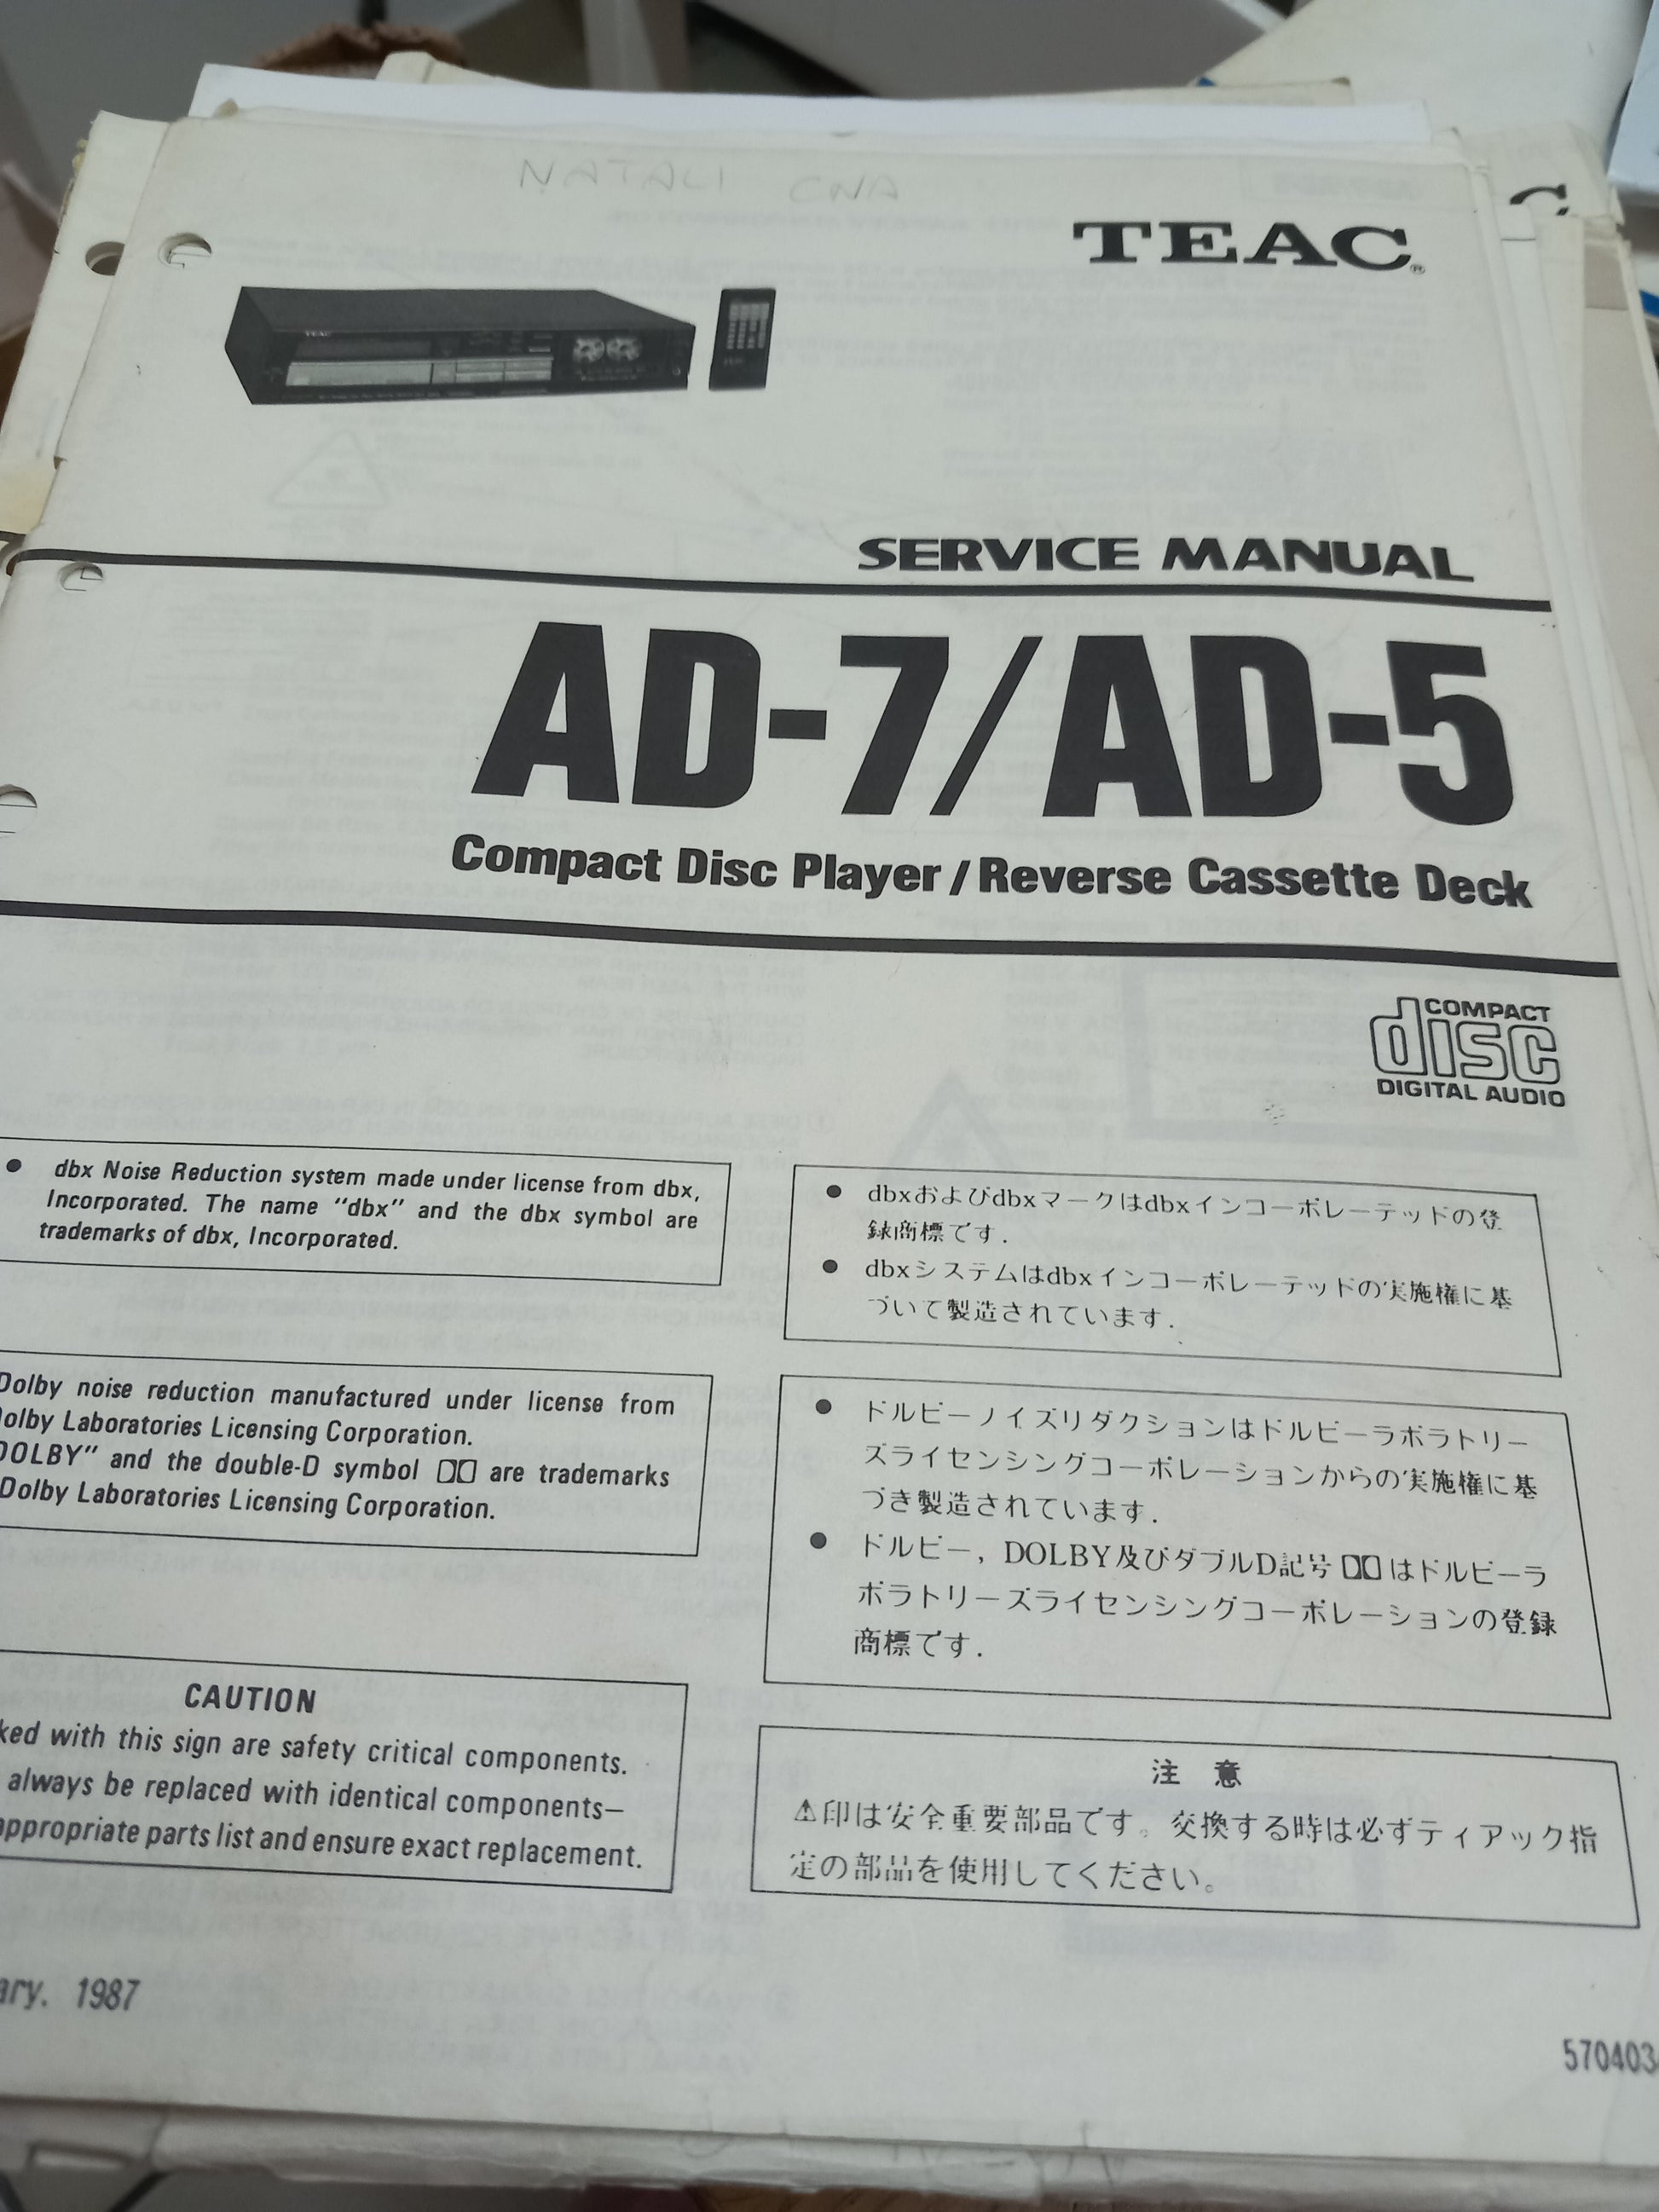 NATALI CNA
TEAC®
TEAC
SERVICE MANUAL
AD-7/AD-5
Compact Disc Player / Reverse Cassette Deck
COMPACT
disc
DIGITAL AUDIO
● dbx Noise Reduction system made under license from dbx,
Incorporated. The name "dbx" and the dbx symbol are
trademarks of dbx, Incorporated.
Dolby noise reduction manufactured under license from
Dolby Laboratories Licensing Corporation.
DOLBY" and the double-D symbol are trademarks
Dolby Laboratories Licensing Corporation.
CAUTION
ked with this sign are safety critical components.
always be replaced with identical components–
appropriate parts list and ensure exact replacement.
● dbxおよびdbxマークはdbxインコーポレーテッドの登
録商標です.
● dbxシステムはdbxインコーポレーテッドの実施権に基
づいて製造されています.
● ドルビーノイズリダクションはドルビーラボラトリー
ズライセンシングコーポレーションからの実施権に基
づき製造されています.
● ドルビー, DOLBY及びダブルD記号 はドルビーラ
ボラトリーズライセンシングコーポレーションの登録
商標です.
注 意
⚠印は安全重要部品です。交換する時は必ずティアック指
定の部品を使用してください。
ary. 1987
570403